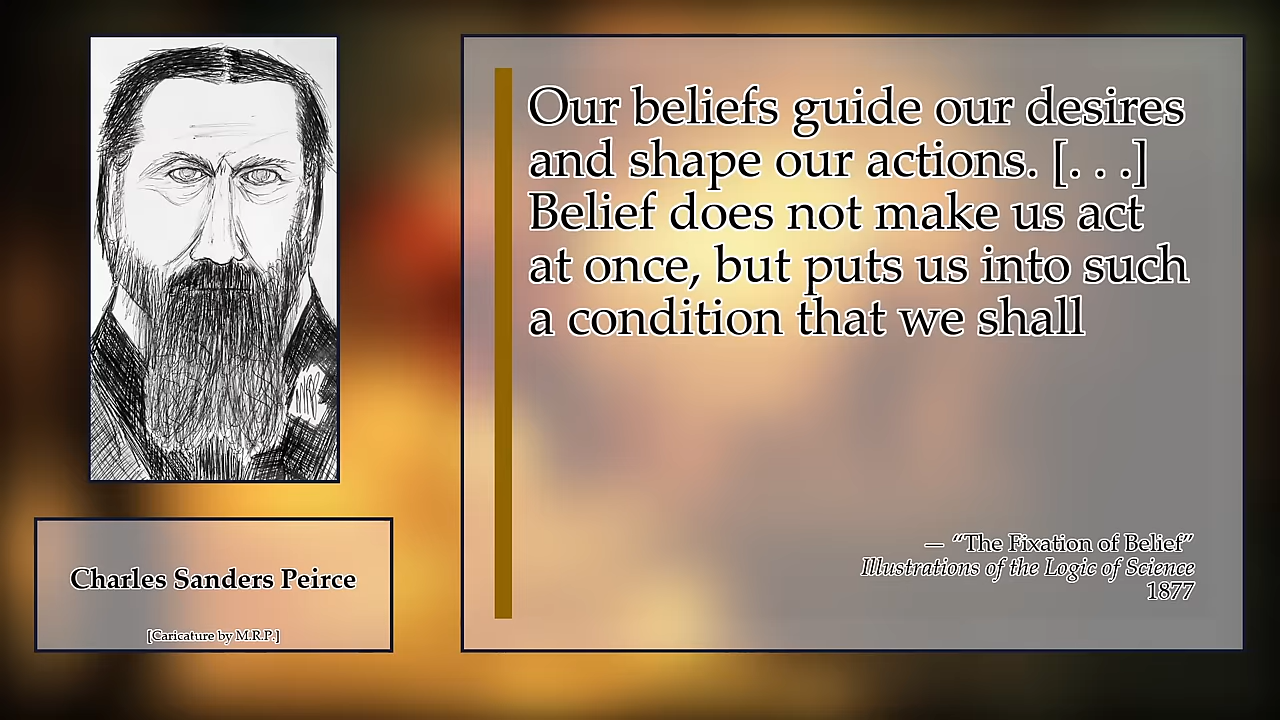 Our beliefs guide our desires
and shape our actions. [. . .]
Belief does not make us act
at once, but puts us into such
a condition that we shall
— “The Fixation of Belief”
Illustrations of the Logic of Science
1877
Charles Sanders Peirce
[Caricature by M.R.P.]